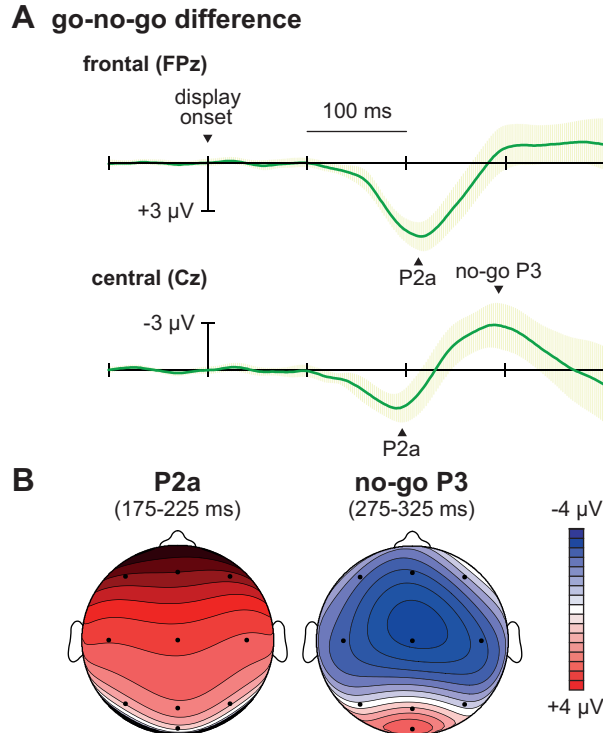 A go-no-go difference
frontal (FPz)
display
onset
100 ms
+3 µV
P2a
no-go P3
central (Cz)
-3 µV
P2a
B
P2a
(175-225 ms)
no-go P3
(275-325 ms)
-4 µV
+4 µV